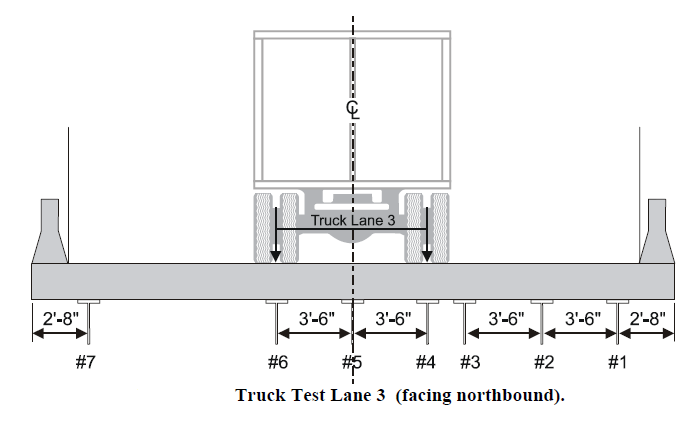 ℄
Truck Lane 3
2'-8" 3'-6" 3'-6" 3'-6" 3'-6" 2'-8"
#7 #6 #5 #4 #3 #2 #1
Truck Test Lane 3 (facing northbound).